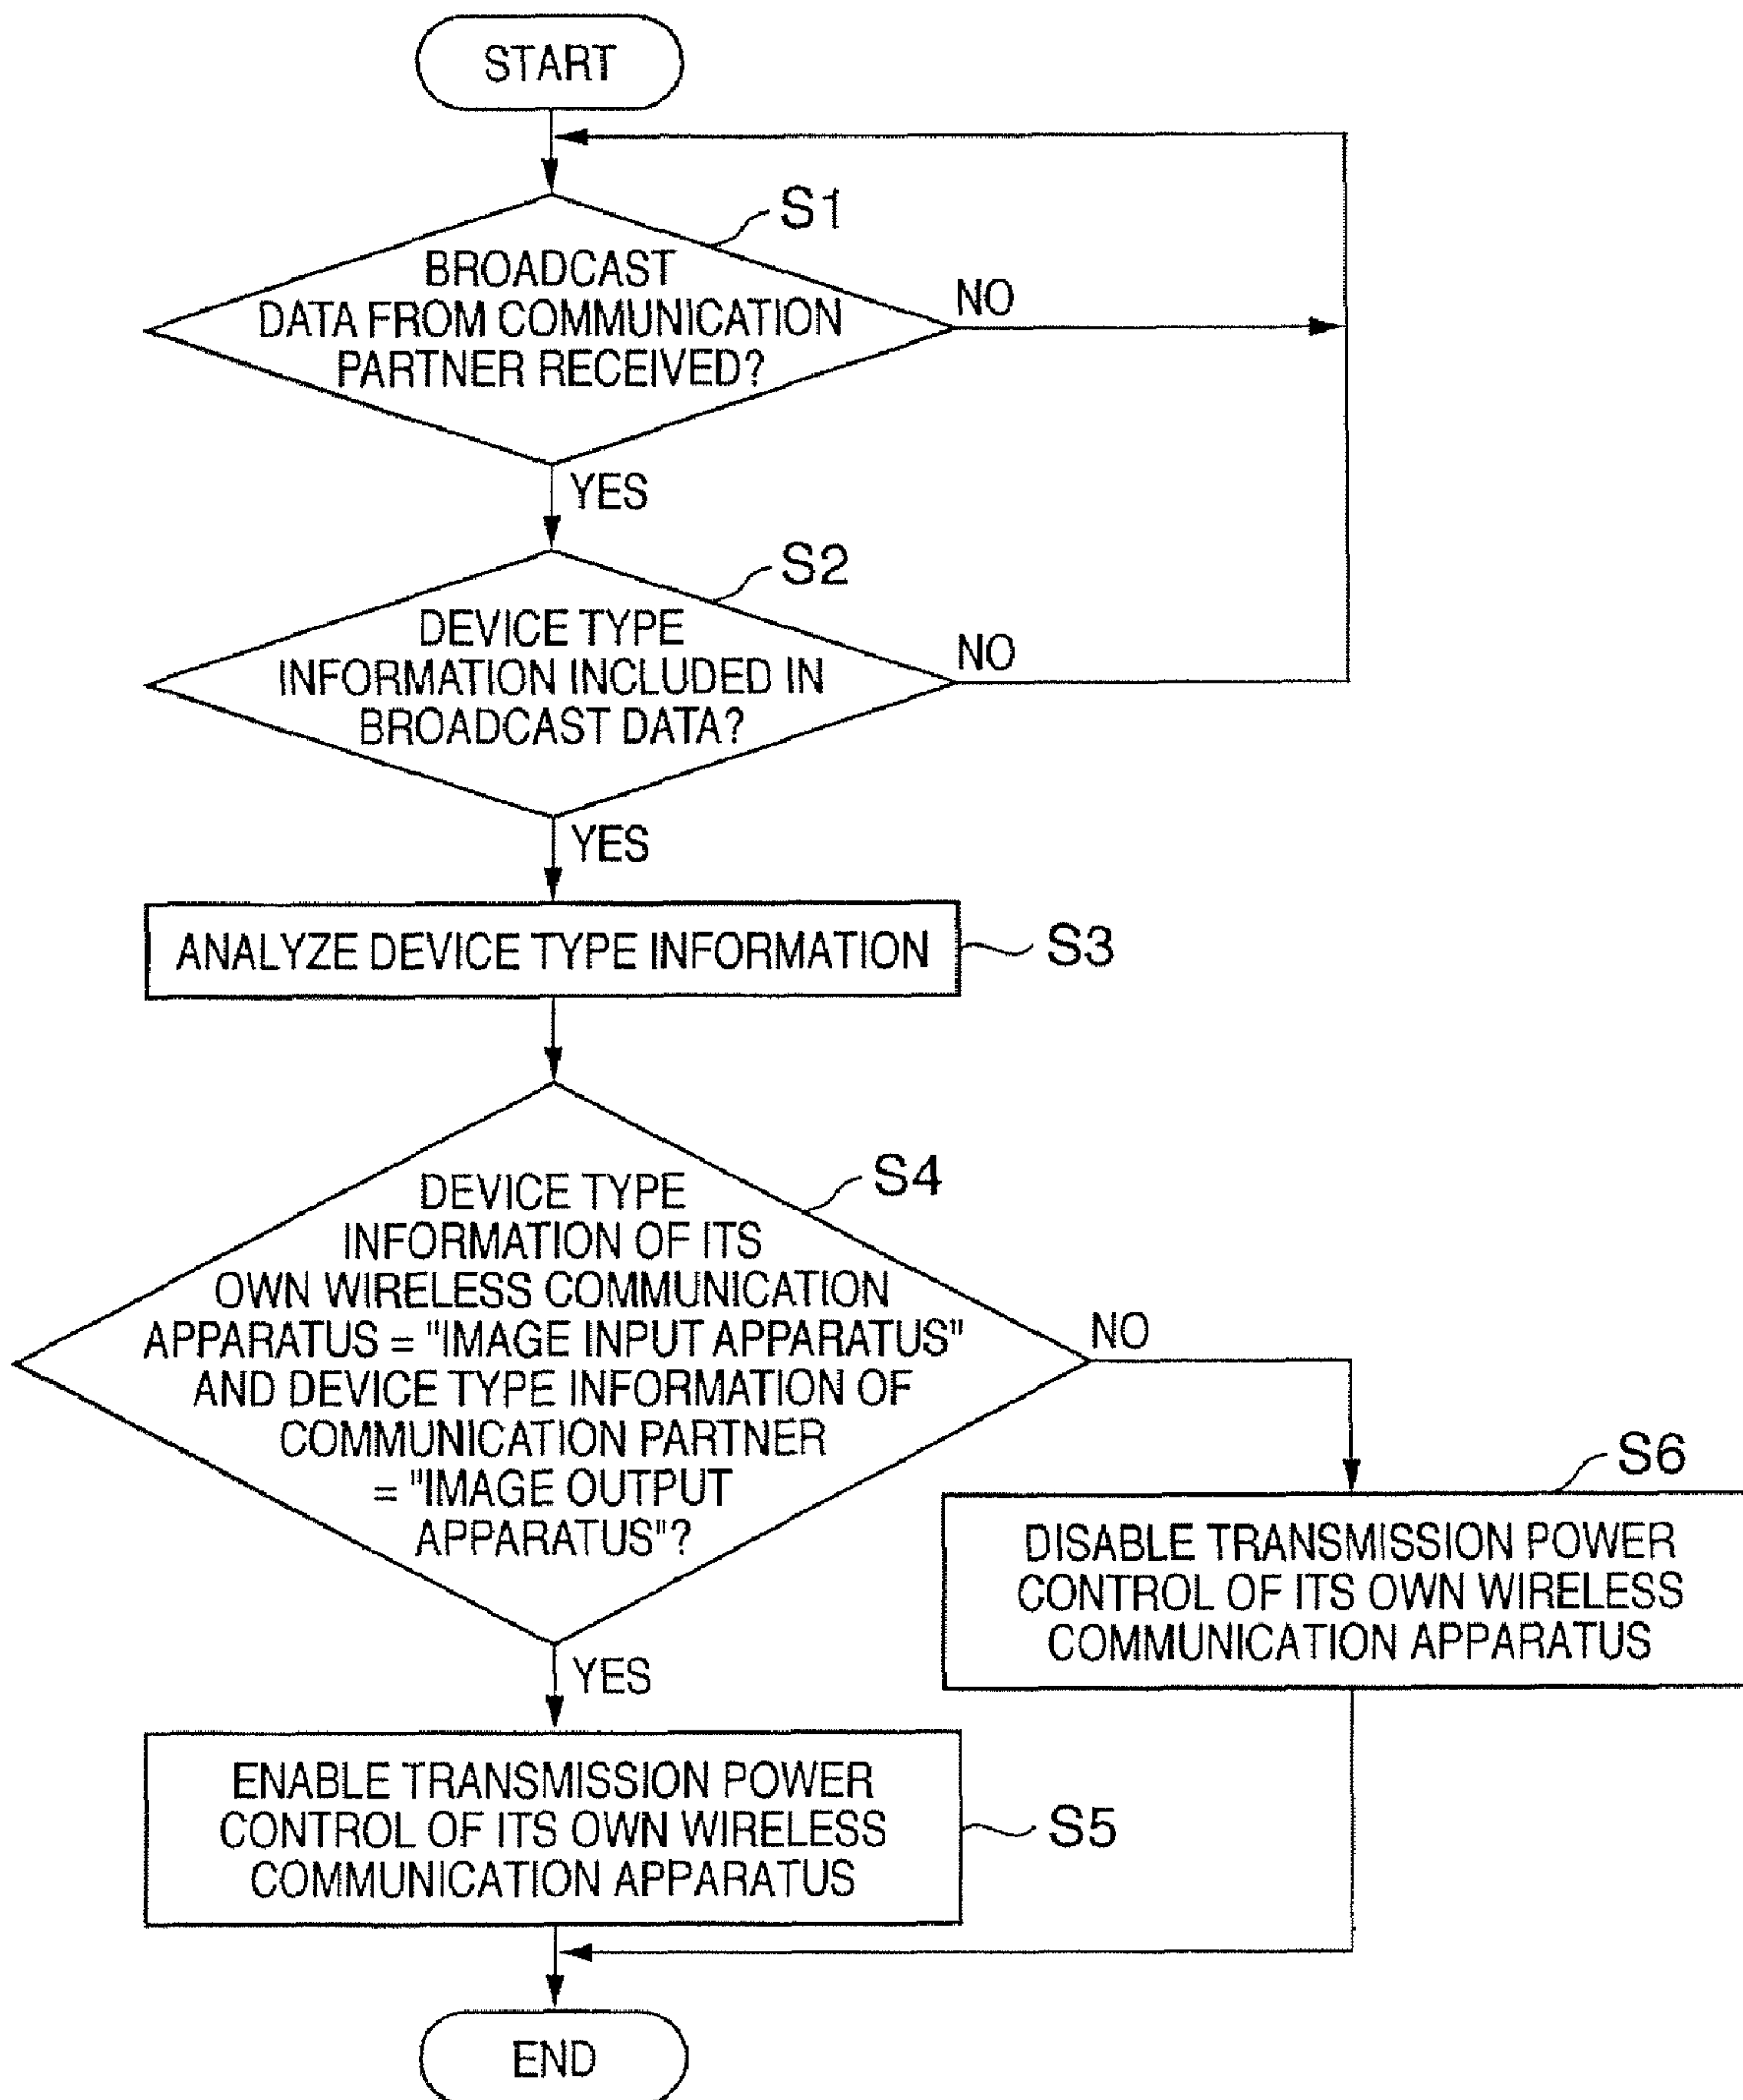 START
S1
BROADCAST
DATA FROM COMMUNICATION
PARTNER RECEIVED?
NO
YES
S2
DEVICE TYPE
INFORMATION INCLUDED IN
BROADCAST DATA?
NO
YES
ANALYZE DEVICE TYPE INFORMATION
S3
S4
DEVICE TYPE
INFORMATION OF ITS
OWN WIRELESS COMMUNICATION
APPARATUS = "IMAGE INPUT APPARATUS"
AND DEVICE TYPE INFORMATION OF
COMMUNICATION PARTNER
= "IMAGE OUTPUT
APPARATUS"?
NO
YES
S6
DISABLE TRANSMISSION POWER
CONTROL OF ITS OWN WIRELESS
COMMUNICATION APPARATUS
ENABLE TRANSMISSION POWER
CONTROL OF ITS OWN WIRELESS
COMMUNICATION APPARATUS
S5
END